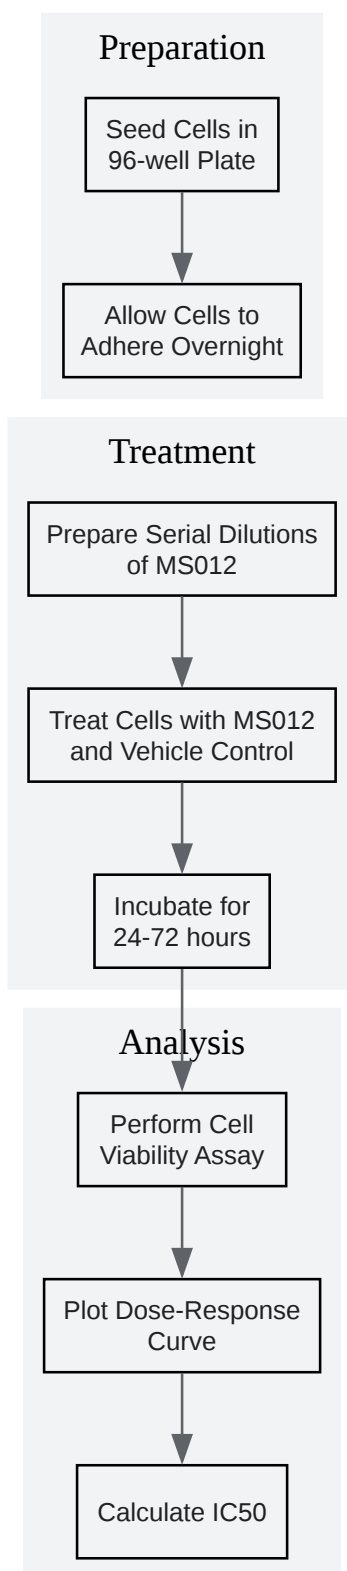 Preparation
Seed Cells in
96-well Plate
Allow Cells to
Adhere Overnight
Treatment
Prepare Serial Dilutions
of MS012
Treat Cells with MS012
and Vehicle Control
Incubate for
24-72 hours
Analysis
Perform Cell
Viability Assay
Plot Dose-Response
Curve
Calculate IC50